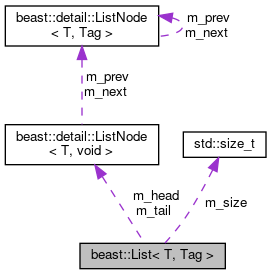 beast::detail::ListNode
< T, Tag >
m_prev
m_next
m_prev
m_next
beast::detail::ListNode
< T, void >
std::size_t
m_head
m_tail
m_size
beast::List< T, Tag >